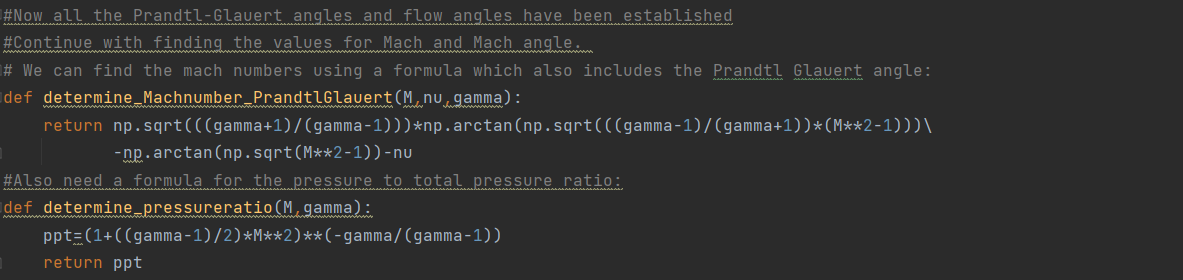 #Now all the Prandtl-Glauert angles and flow angles have been established
#Continue with finding the values for Mach and Mach angle.
# We can find the mach numbers using a formula which also includes the Prandtl Glauert angle:
def determine_Machnumber_PrandtlGlauert(M,nu,gamma):
    return np.sqrt(((gamma+1)/(gamma-1)))*np.arctan(np.sqrt(((gamma-1)/(gamma+1))*(M**2-1)))\
           -np.arctan(np.sqrt(M**2-1))-nu
#Also need a formula for the pressure to total pressure ratio:
def determine_pressureratio(M,gamma):
    ppt=(1+((gamma-1)/2)*M**2)**(-gamma/(gamma-1))
    return ppt